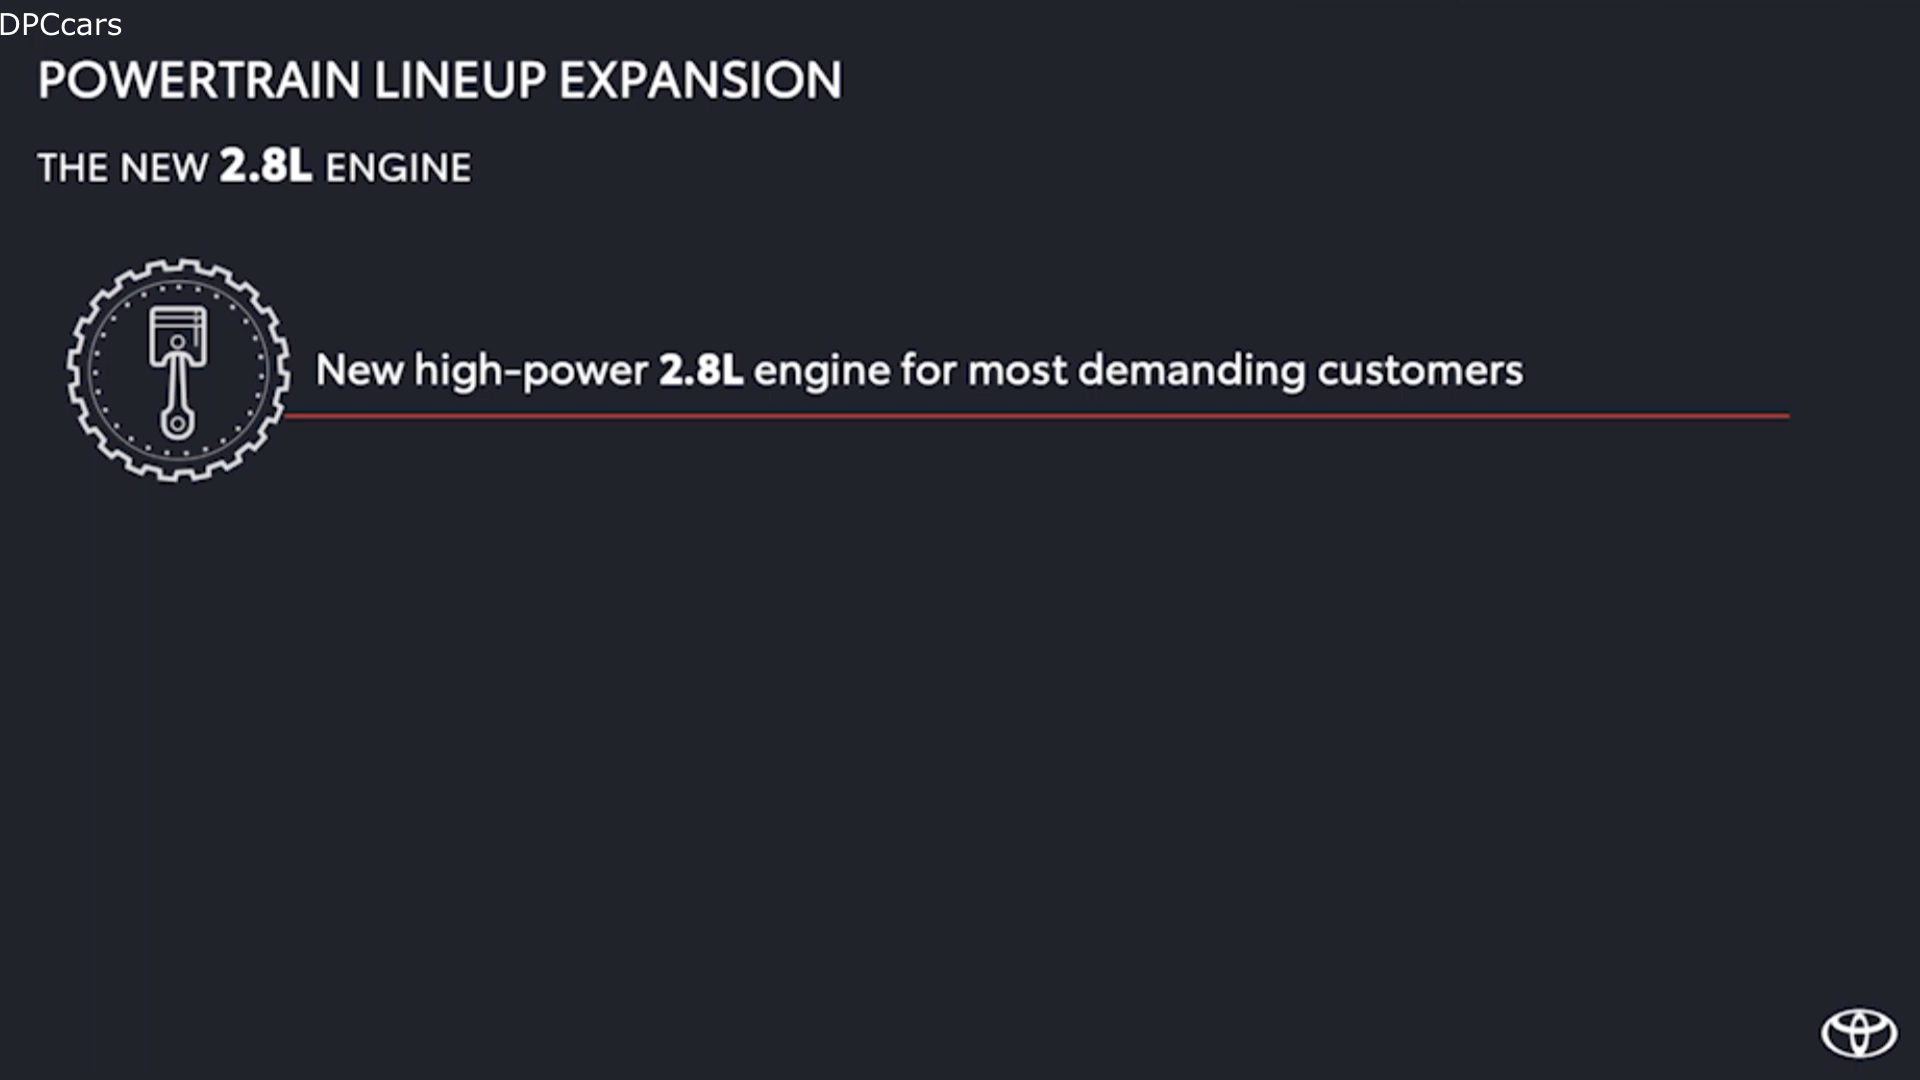 DPCcars
POWERTRAIN LINEUP EXPANSION
THE NEW 2.8L ENGINE
New high-power 2.8L engine for most demanding customers